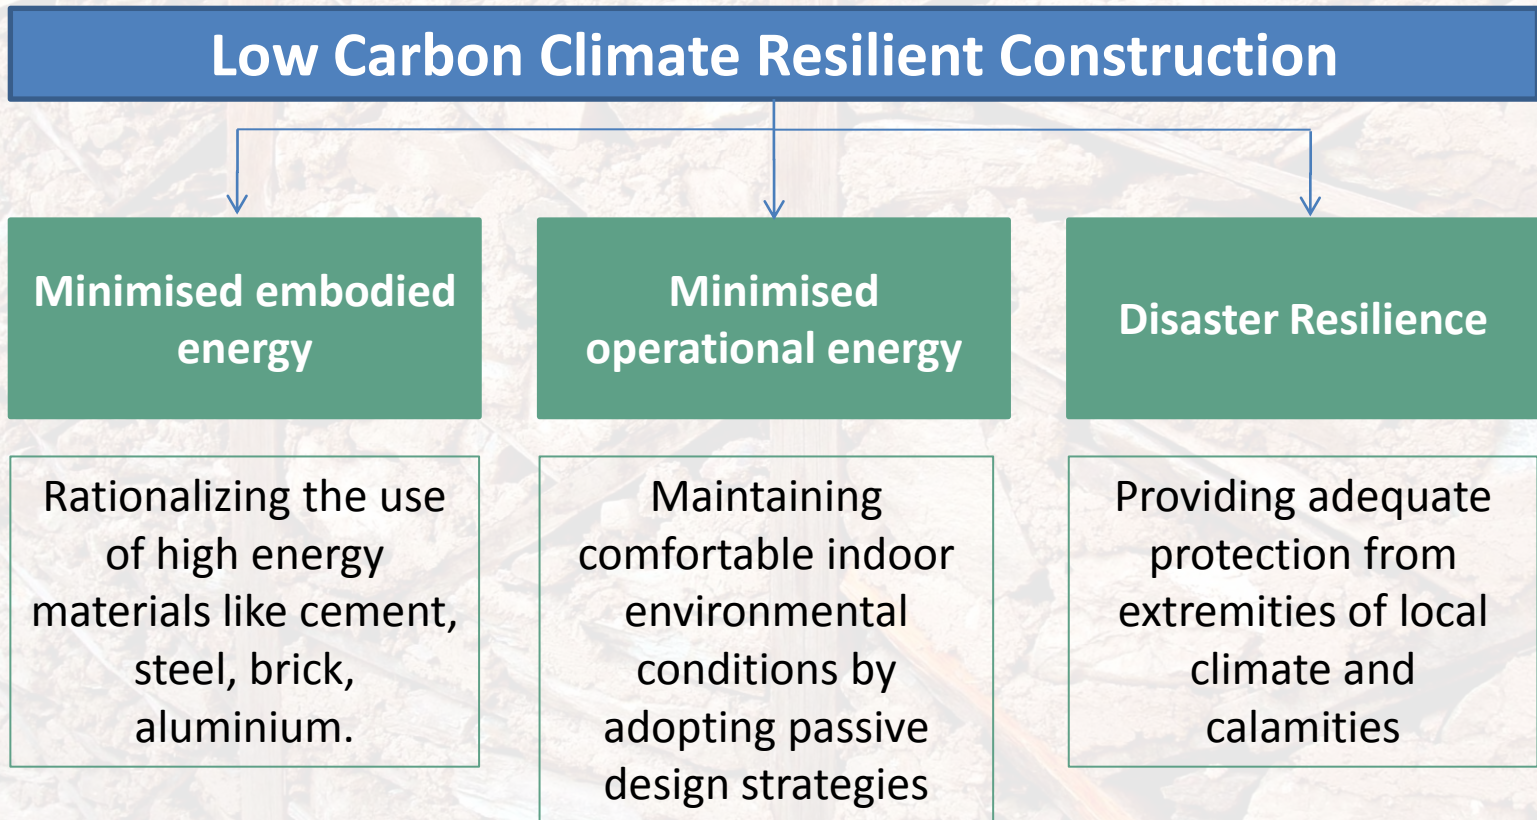 Low Carbon Climate Resilient Construction
Minimised embodied
energy
Rationalizing the use
of high energy
materials like cement,
steel, brick,
aluminium.
Minimised
operational energy
Maintaining
comfortable indoor
environmental
conditions by
adopting passive
design strategies
Disaster Resilience
Providing adequate
protection from
extremities of local
climate and
calamities